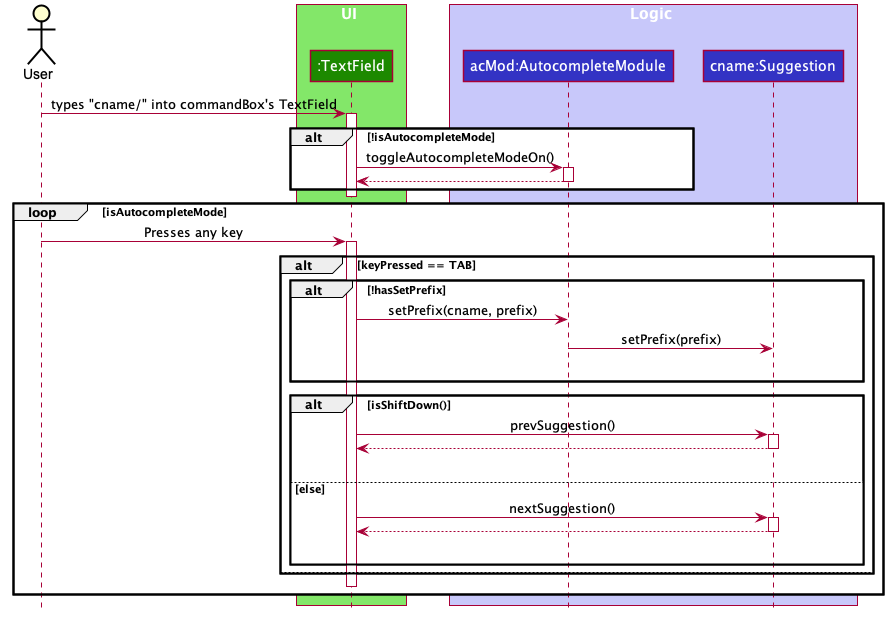 UI
Logic
User
:TextField
acMod:AutocompleteModule
cname:Suggestion
types "cname/" into commandBox's TextField
alt [!isAutocompleteMode]
toggleAutocompleteModeOn()
loop [isAutocompleteMode]
Presses any key
alt [keyPressed == TAB]
alt [!hasSetPrefix]
setPrefix(cname, prefix)
setPrefix(prefix)
alt [isShiftDown()]
prevSuggestion()
[else]
nextSuggestion()